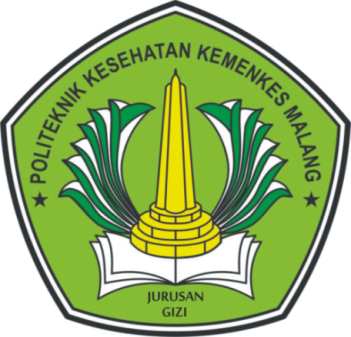 POLITEKNIK KESEHATAN KEMENKES MALANG
JURUSAN
GIZI